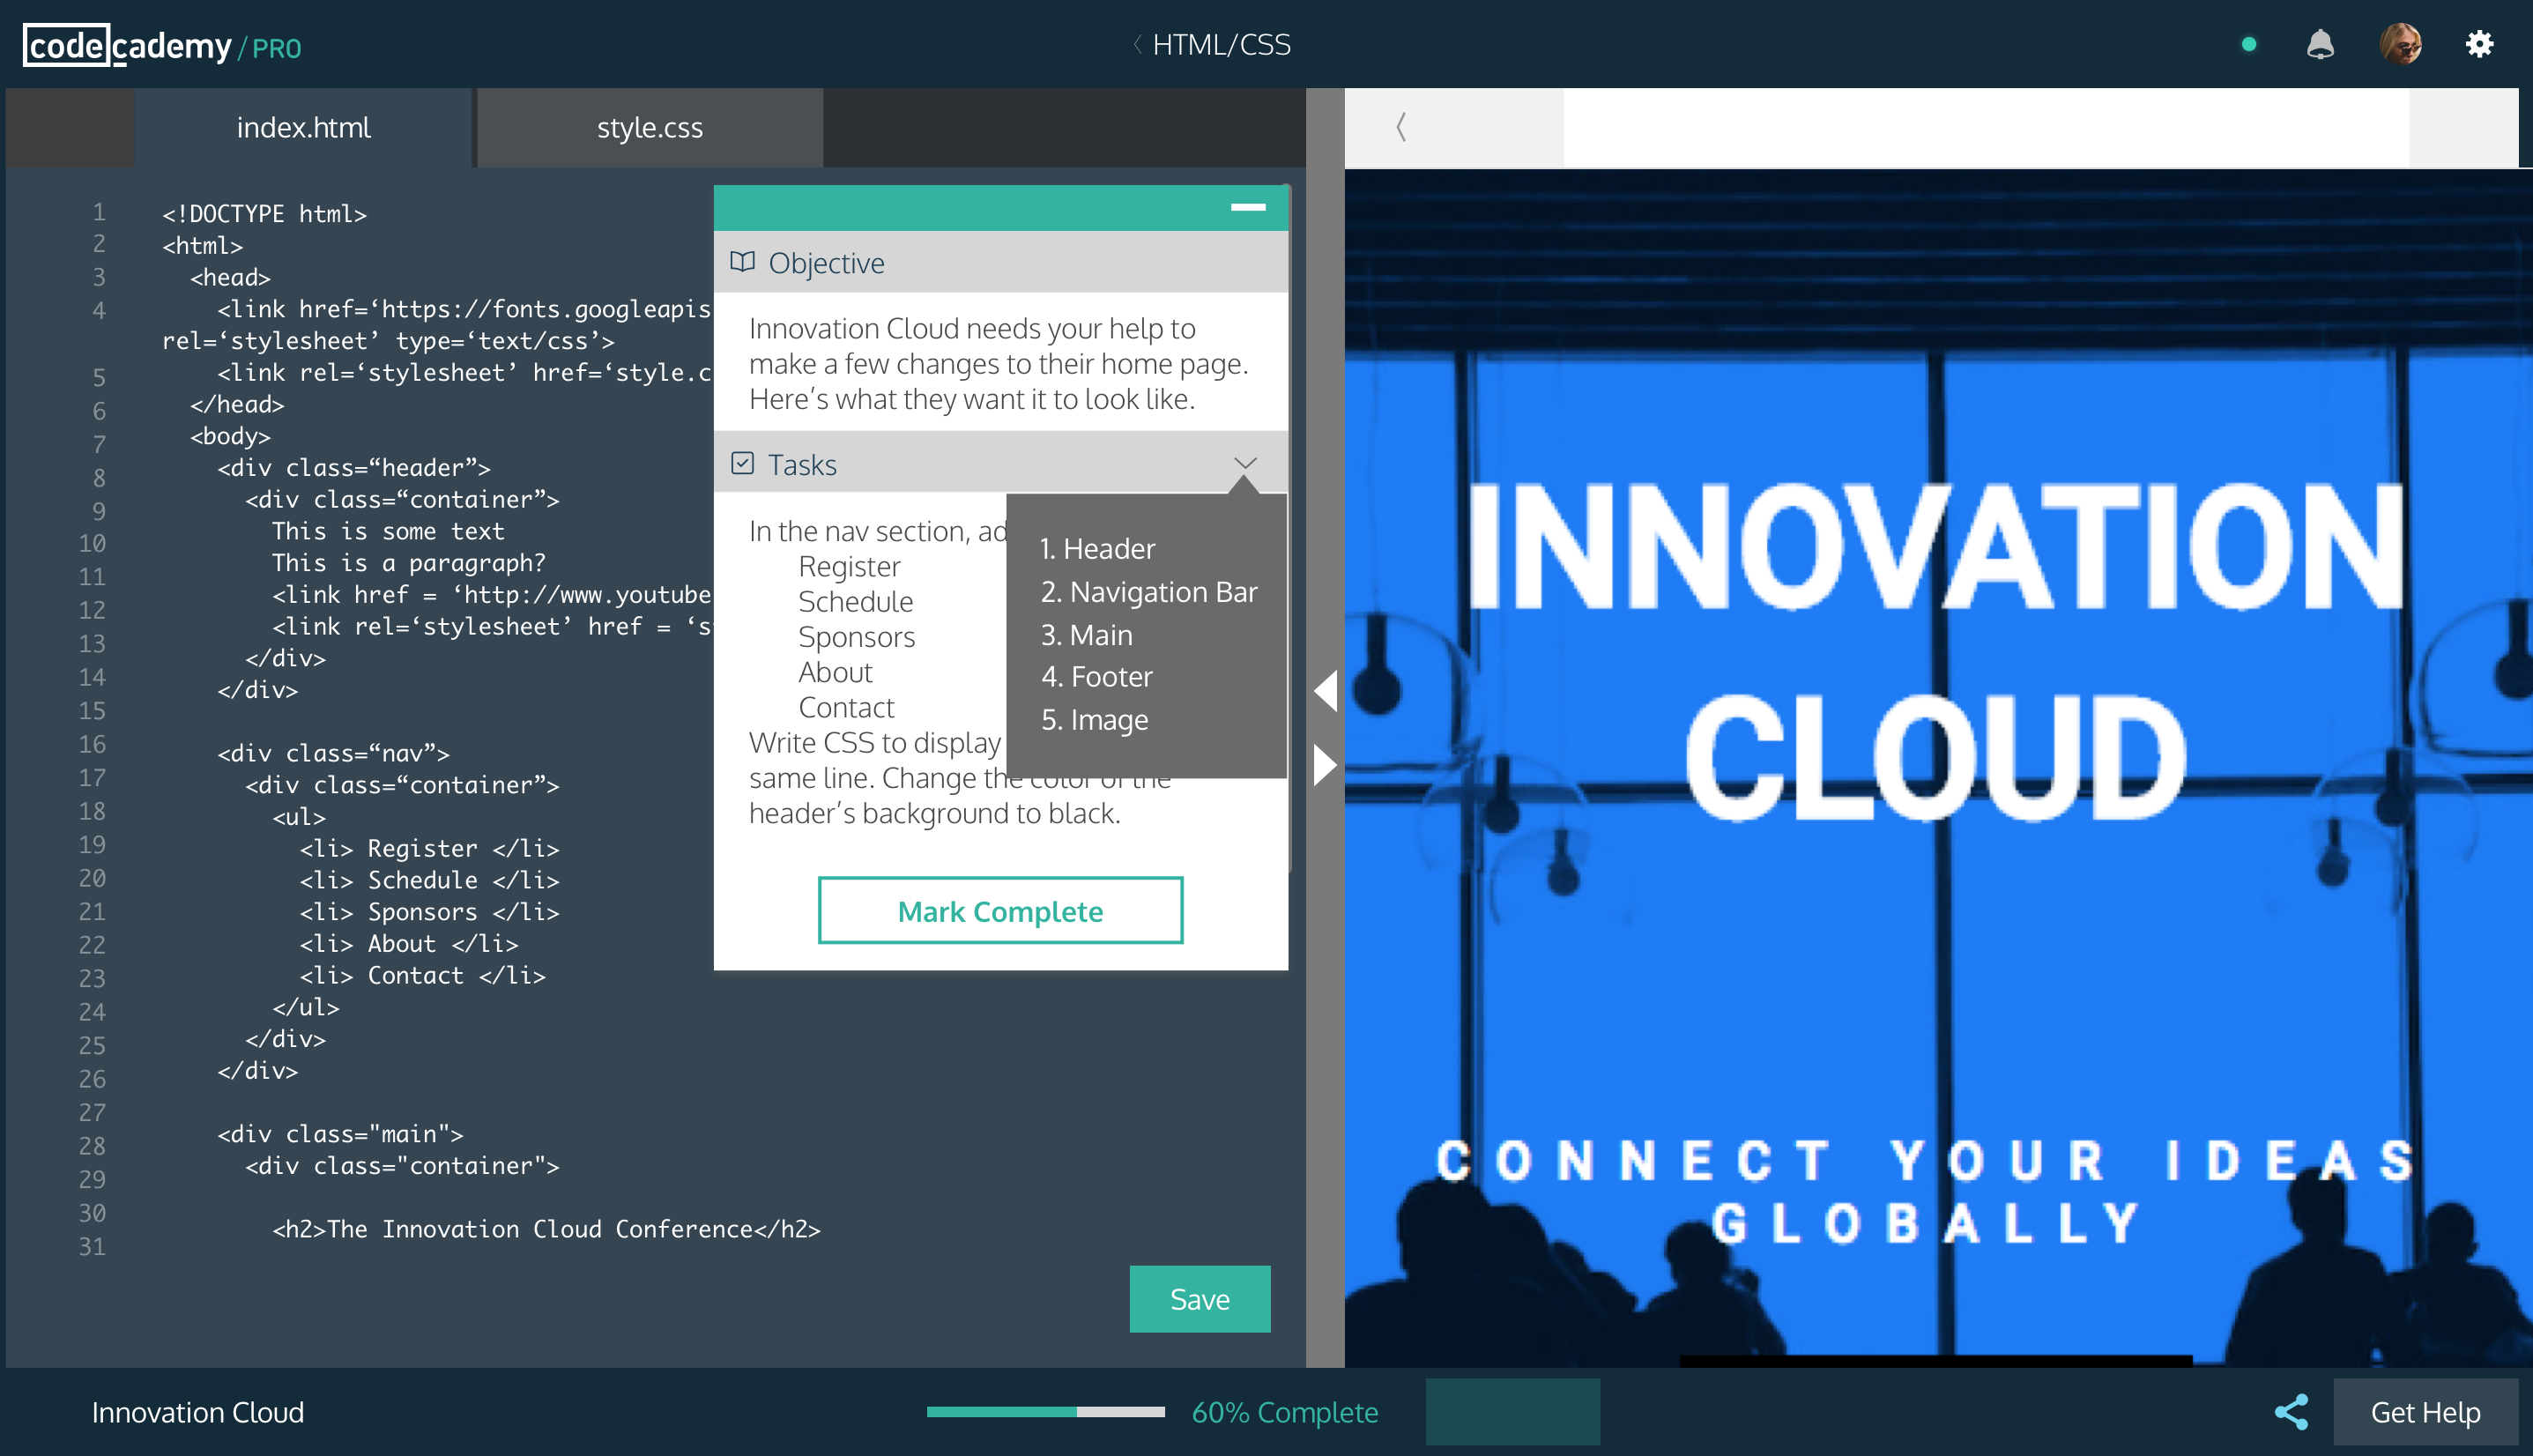 codecademy/PRO
HTML/CSS
index.html
style.css
1 <!DOCTYPE html>
2 <html>
3 <head>
4 <link href=‘https://fonts.googleapis
rel=‘stylesheet’ type=‘text/css’>
5 <link rel=‘stylesheet’ href=‘style.c
6 </head>
7 <body>
8 <div class=“header”>
9 <div class=“container”>
10 This is some text
11 This is a paragraph?
12 <link href = ‘http://www.youtube
13 <link rel=‘stylesheet’ href = ‘s
14 </div>
15 </div>
16 <div class=“nav”>
17 <div class=“container”>
18 <ul>
19 <li> Register </li>
20 <li> Schedule </li>
21 <li> Sponsors </li>
22 <li> About </li>
23 <li> Contact </li>
24 </ul>
25 </div>
26 </div>
27
28 <div class="main">
29 <div class="container">
30
31 <h2>The Innovation Cloud Conference</h2>
Objective
Innovation Cloud needs your help to
make a few changes to their home page.
Here’s what they want it to look like.
Tasks
In the nav section, ad
Register
Schedule
Sponsors
About
Contact
Write CSS to display
same line. Change the color of the
header’s background to black.
1. Header
2. Navigation Bar
3. Main
4. Footer
5. Image
Mark Complete
Save
INNOVATION
CLOUD
CONNECT YOUR IDEAS
GLOBALLY
Innovation Cloud
60% Complete
Get Help